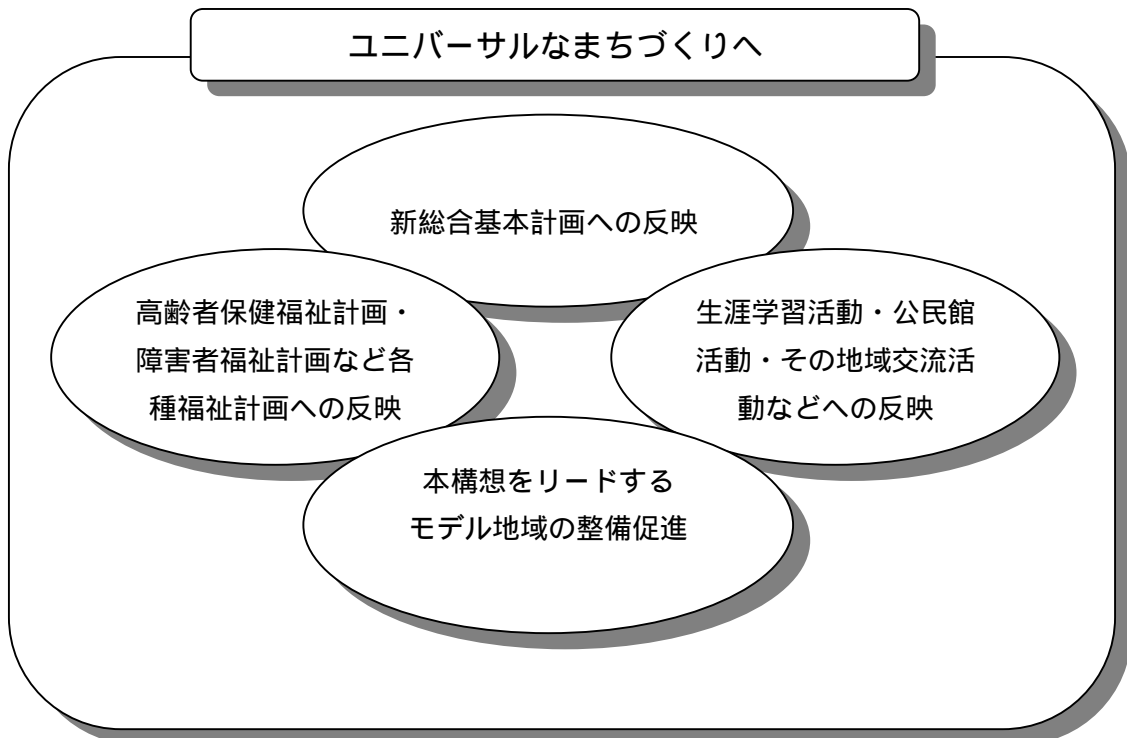 ユニバーサルなまちづくりへ
新総合基本計画への反映
高齢者保健福祉計画・
障害者福祉計画など各
種福祉計画への反映
生涯学習活動・公民館
活動・その地域交流活
動などへの反映
本構想をリードする
モデル地域の整備促進